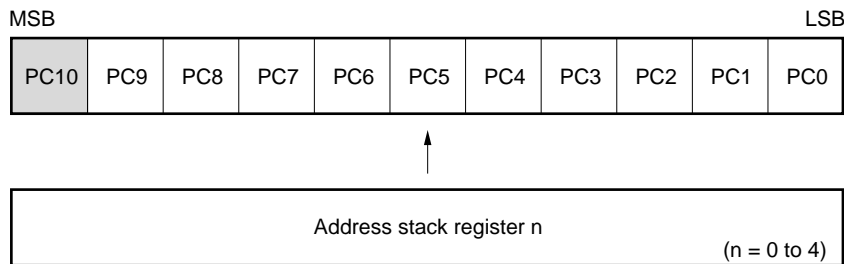 MSB LSB
PC10 PC9 PC8 PC7 PC6 PC5 PC4 PC3 PC2 PC1 PC0
Address stack register n
(n = 0 to 4)